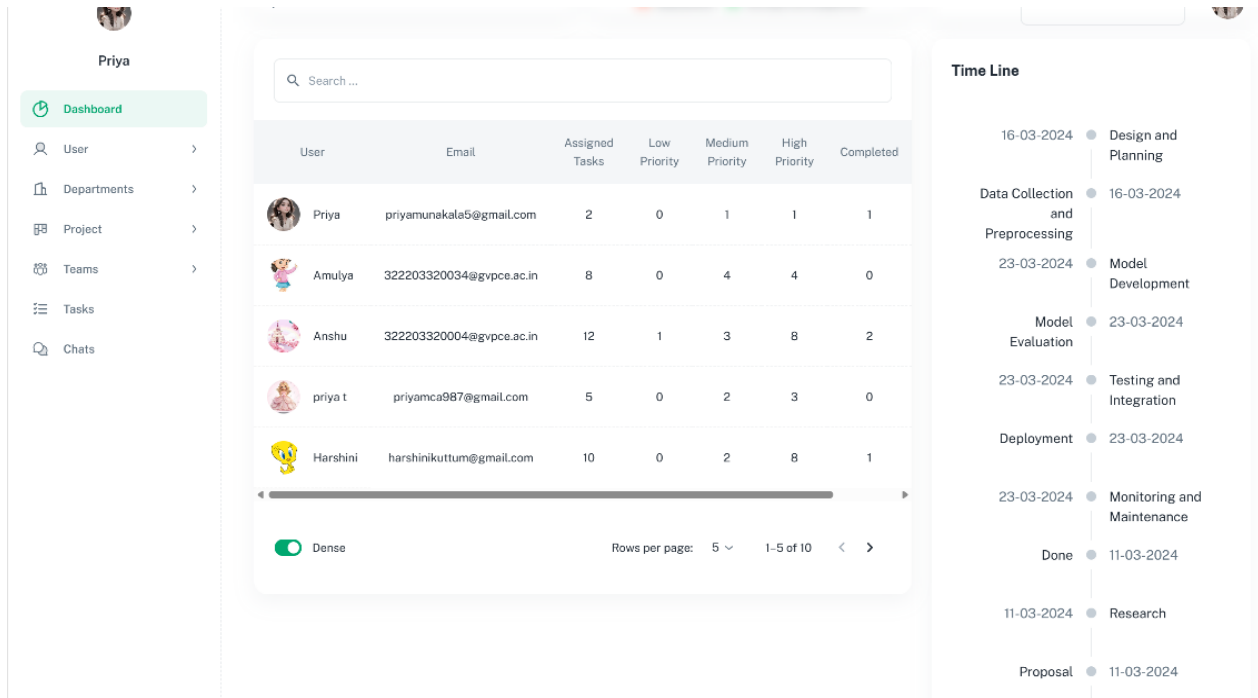 Priya
Dashboard
User
Departments
Project
Teams
Tasks
Chats
Search ...
User Email Assigned Tasks Low Priority Medium Priority High Priority Completed
Priya priyamunakala5@gmail.com 2 0 1 1 1
Amulya 322203320034@gvpce.ac.in 8 0 4 4 0
Anshu 322203320004@gvpce.ac.in 12 1 3 8 2
priya t priyamca987@gmail.com 5 0 2 3 0
Harshini harshinikuttum@gmail.com 10 0 2 8 1
Dense
Rows per page: 5 1–5 of 10
Time Line
16-03-2024 Design and
Planning
Data Collection 16-03-2024
and
Preprocessing
23-03-2024 Model
Development
Model 23-03-2024
Evaluation
23-03-2024 Testing and
Integration
Deployment 23-03-2024
23-03-2024 Monitoring and
Maintenance
Done 11-03-2024
11-03-2024 Research
Proposal 11-03-2024